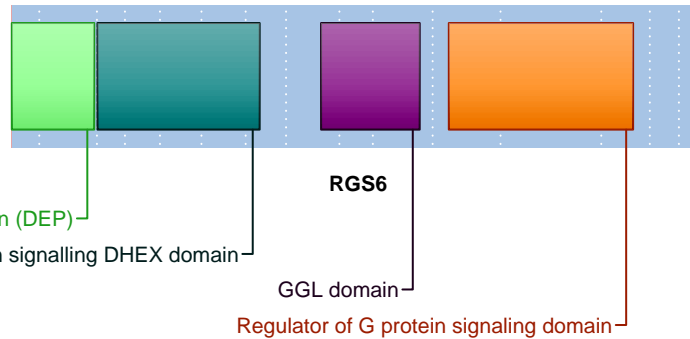 RGS6
(DEP)
signalling DHEX domain
GGL domain
Regulator of G protein signaling domain